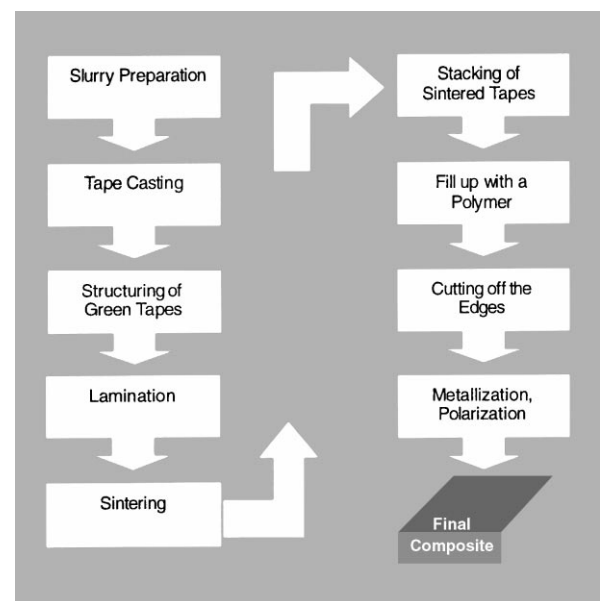 Slurry Preparation
Tape Casting
Structuring of
Green Tapes
Lamination
Sintering
Stacking of
Sintered Tapes
Fill up with a
Polymer
Cutting off the
Edges
Metallization,
Polarization
Final
Composite